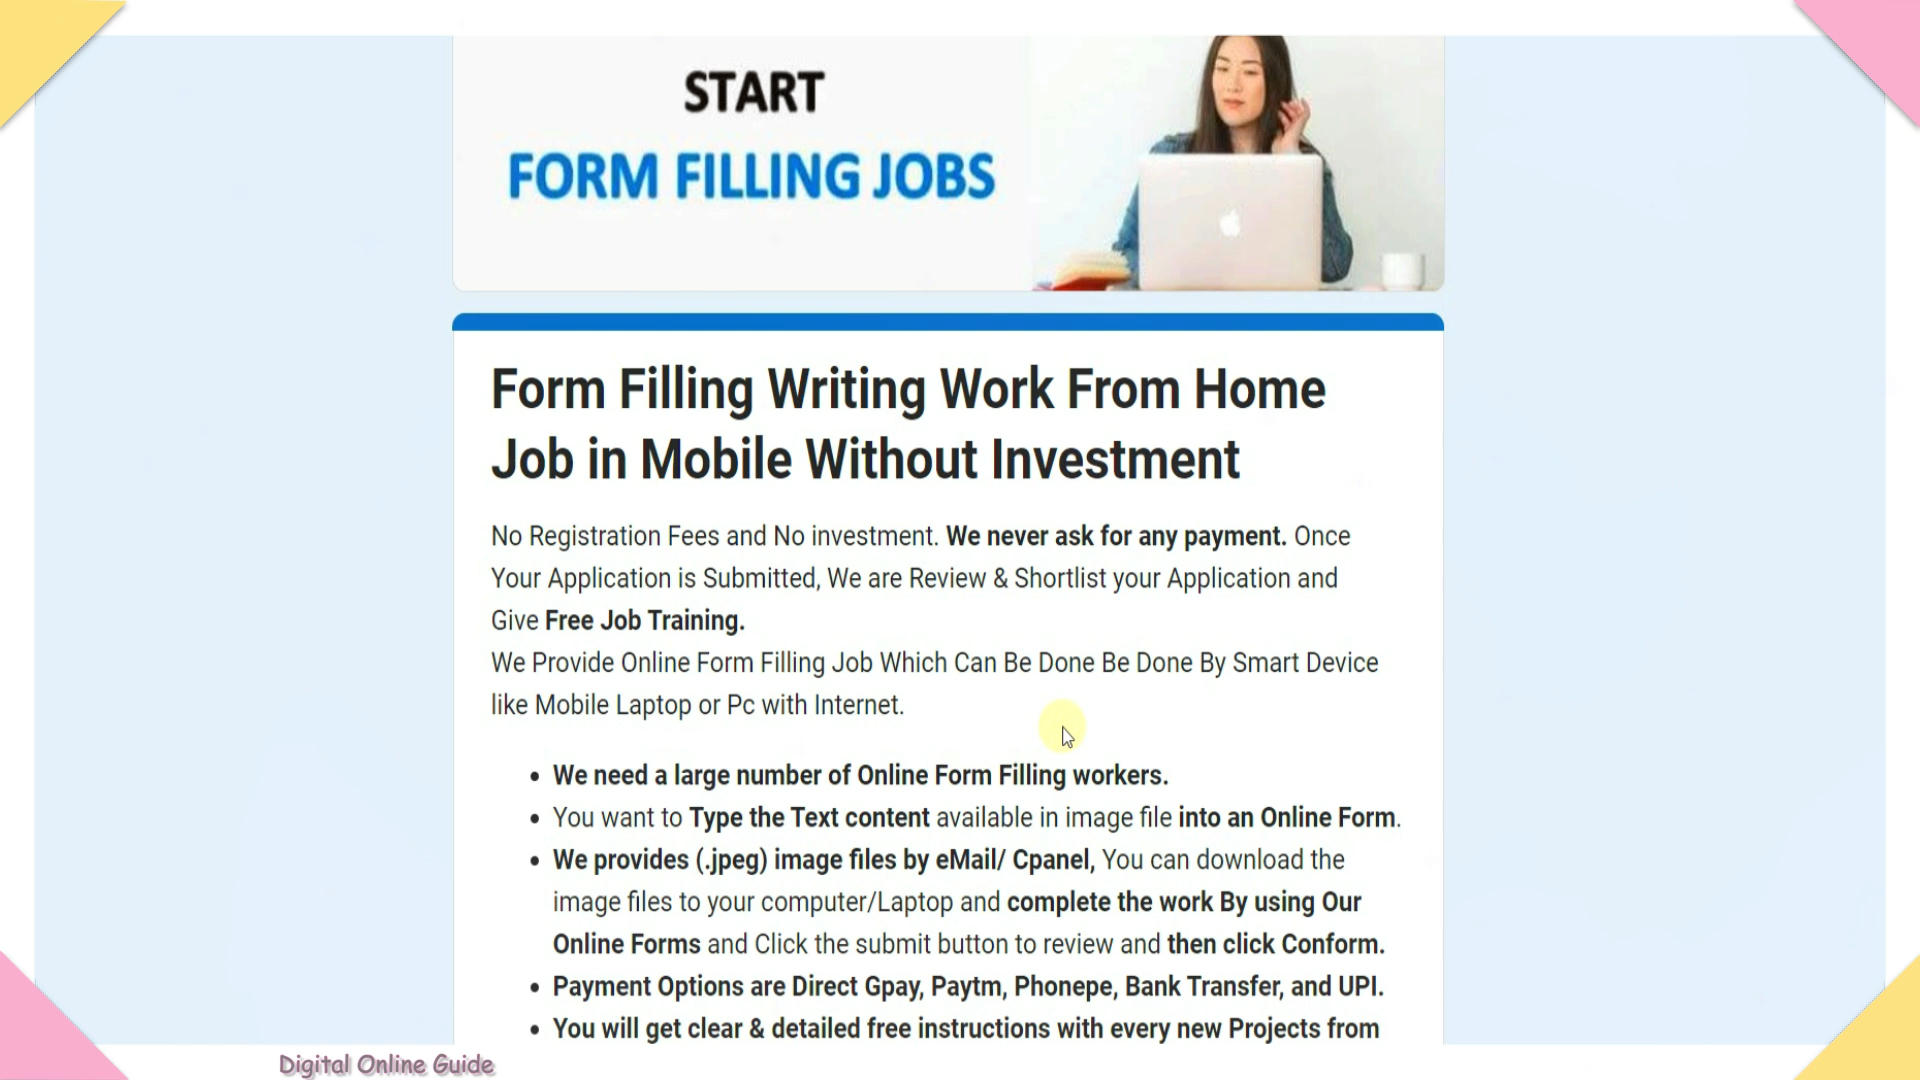 START
FORM FILLING JOBS
Form Filling Writing Work From Home
Job in Mobile Without Investment
No Registration Fees and No investment. We never ask for any payment. Once
Your Application is Submitted, We are Review & Shortlist your Application and
Give Free Job Training.
We Provide Online Form Filling Job Which Can Be Done Be Done By Smart Device
like Mobile Laptop or Pc with Internet.
• We need a large number of Online Form Filling workers.
• You want to Type the Text content available in image file into an Online Form.
• We provides (.jpeg) image files by eMail/ Cpanel, You can download the
image files to your computer/Laptop and complete the work By using Our
Online Forms and Click the submit button to review and then click Conform.
• Payment Options are Direct Gpay, Paytm, Phonepe, Bank Transfer, and UPI.
• You will get clear & detailed free instructions with every new Projects from
Digital Online Guide